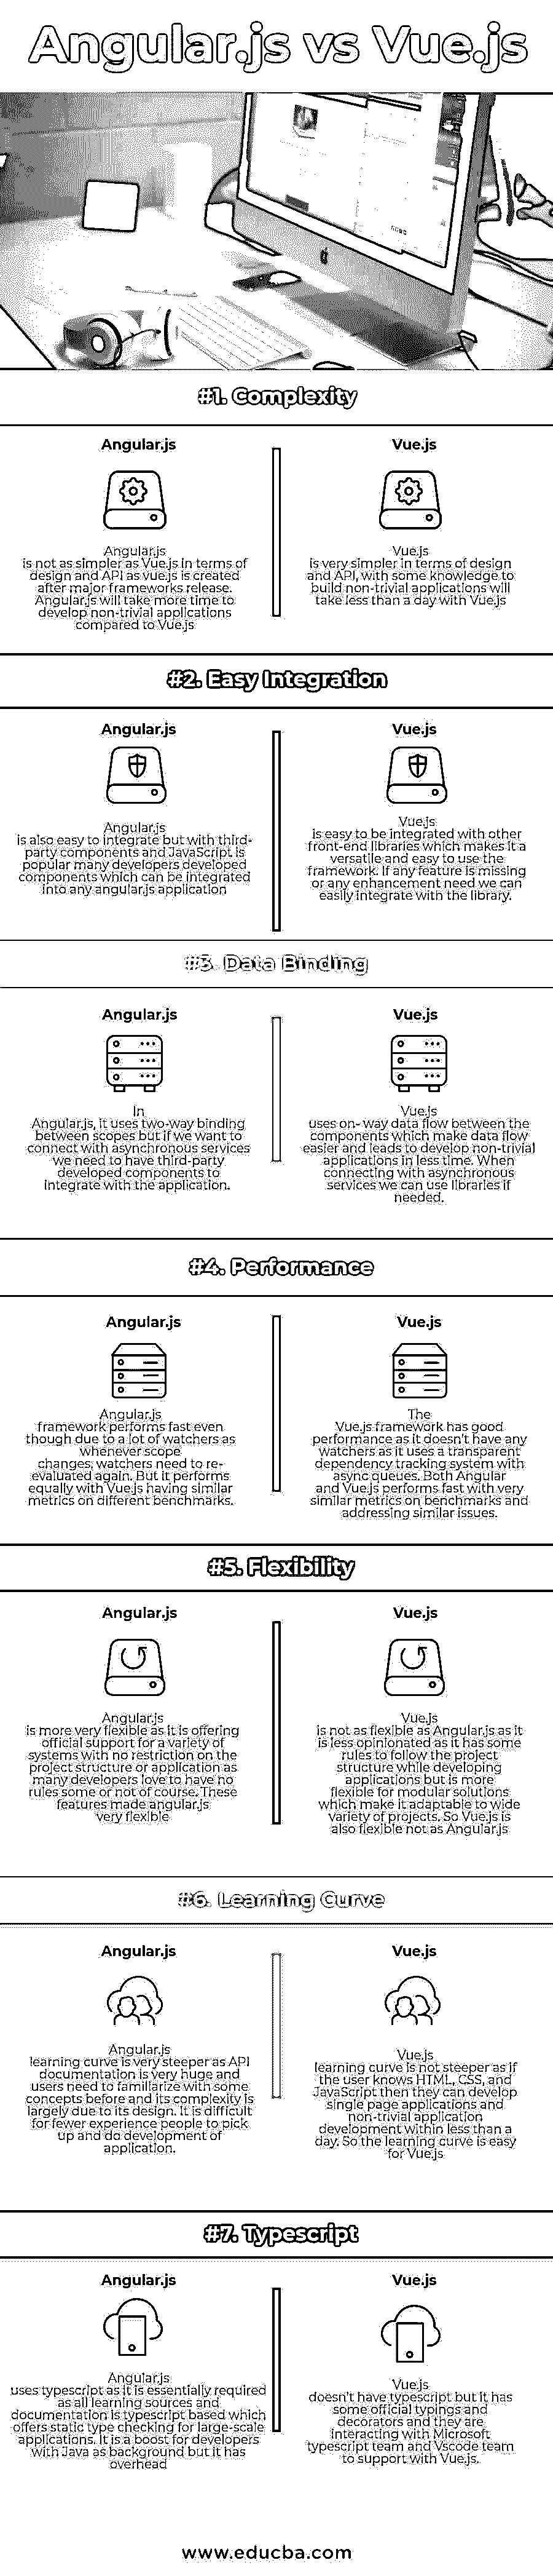 Angular.js vs Vue.js
#1. Complexity
Angular.js
Angular.js
is not as simpler as Vue.js in terms of
design and API as vue.js is created
after major frameworks release.
Angular.js will take more time to
develop non-trivial applications
compared to Vue.js
Vue.js
Vue.js
is very simpler in terms of design
and API, with some knowledge to
build non-trivial applications will
take less than a day with Vue.js
#2. Easy Integration
Angular.js
Angular.js
is also easy to integrate but with third-
party components and JavaScript is
popular many developers developed
components which can be integrated
into any angular.js application
Vue.js
Vue.js
is easy to be integrated with other
front-end libraries which makes it a
versatile and easy to use the
framework. If any feature is missing
or any enhancement need we can
easily integrate with the library.
#3. Data Binding
Angular.js
In
Angular.js, it uses two-way binding
between scopes but if we want to
connect with asynchronous services
we need to have third-party
developed components to
integrate with the application.
Vue.js
Vue.js
uses on- way data flow between the
components which make data flow
easier and leads to develop non-trivial
applications in less time. When
connecting with asynchronous
services we can use libraries if
needed.
#4. Performance
Angular.js
Angular.js
framework performs fast even
though due to a lot of watchers as
whenever scope
changes, watchers need to re-
evaluated again. But it performs
equally with Vue.js having similar
metrics on different benchmarks.
Vue.js
The
Vue.js framework has good
performance as it doesn't have any
watchers as it uses a transparent
dependency tracking system with
async queues. Both Angular
and Vue.js performs fast with very
similar metrics on benchmarks and
addressing similar issues.
#5. Flexibility
Angular.js
Angular.js
is more very flexible as it is offering
official support for a variety of
systems with no restriction on the
project structure or application as
many developers love to have no
rules some or not of course. These
features made angular.js
very flexible
Vue.js
Vue.js
is not as flexible as Angular.js as it
is less opinionated as it has some
rules to follow the project
structure while developing
applications but is more
flexible for modular solutions
which make it adaptable to wide
variety of projects. So Vue.js is
also flexible not as Angular.js
#6. Learning Curve
Angular.js
Angular.js
learning curve is very steeper as API
documentation is very huge and
users need to familiarize with some
concepts before and its complexity is
largely due to its design. It is difficult
for fewer experience people to pick
up and do development of
application.
Vue.js
Vue.js
learning curve is not steeper as if
the user knows HTML, CSS, and
JavaScript then they can develop
single page applications and
non-trivial application
development within less than a
day. So the learning curve is easy
for Vue.js
#7. Typescript
Angular.js
Angular.js
uses typescript as it is essentially required
as all learning sources and
documentation is typescript based which
offers static type checking for large-scale
applications. It is a boost for developers
with Java as background but it has
overhead
Vue.js
Vue.js
doesn't have typescript but it has
some official typings and
decorators and they are
interacting with Microsoft
typescript team and Vscode team
to support with Vue.js.
www.educba.com